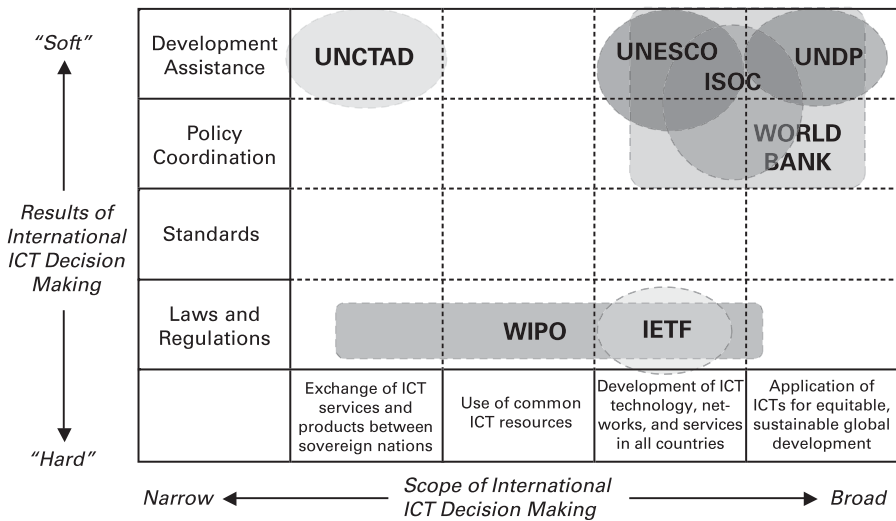 “Soft”
Results of
International
ICT Decision
Making
“Hard”
Development
Assistance
UNCTAD
UNESCO
ISOC
UNDP
Policy
Coordination
WORLD
BANK
Standards
Laws and
Regulations
WIPO
IETF
Exchange of ICT
services and
products between
sovereign nations
Use of common
ICT resources
Development of ICT
technology, net-
works, and services
in all countries
Application of
ICTs for equitable,
sustainable global
development
Narrow
Scope of International
ICT Decision Making
Broad